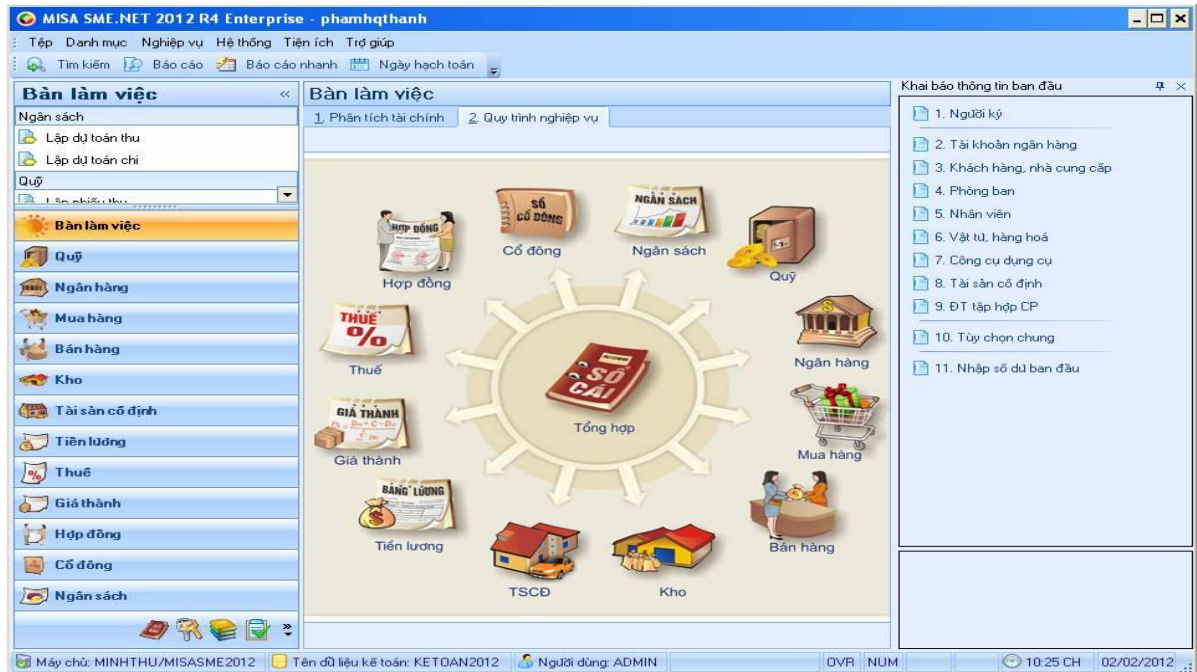 MISA SME.NET 2012 R4 Enterprise - phamhqthanh
Tệp Danh mục Nghiệp vụ Hệ thống Tiện ích Trợ giúp
Tìm kiếm Báo cáo Báo cáo nhanh Ngày hạch toán
Bàn làm việc
Ngân sách
Lập dự toán thu
Lập dự toán chi
Quỹ
Lập phiếu thu
Bàn làm việc
Quỹ
Ngân hàng
Mua hàng
Bán hàng
Kho
Tài sản cố định
Tiền lương
Thuế
Giá thành
Hợp đồng
Cổ đông
Ngân sách
Bàn làm việc
1. Phân tích tài chính 2. Quy trình nghiệp vụ
SỔ CỔ ĐÔNG
Cổ đông
NGÂN SÁCH
Ngân sách
Quỹ
HỢP ĐỒNG
Hợp đồng
THUẾ %
Thuế
Ngân hàng
SỔ CÁI
Tổng hợp
GIÁ THÀNH
Giá thành
Mua hàng
BẢNG LƯƠNG
Tiền lương
Bán hàng
TSCĐ
Kho
Khai báo thông tin ban đầu
1. Người ký
2. Tài khoản ngân hàng
3. Khách hàng, nhà cung cấp
4. Phòng ban
5. Nhân viên
6. Vật tư, hàng hoá
7. Công cụ dụng cụ
8. Tài sản cố định
9. ĐT tập hợp CP
10. Tùy chọn chung
11. Nhập số dư ban đầu
Máy chủ: MINHTHU/MISASME2012 Tên dữ liệu kế toán: KETOAN2012 Người dùng: ADMIN OVR NUM 10:25 CH 02/02/2012